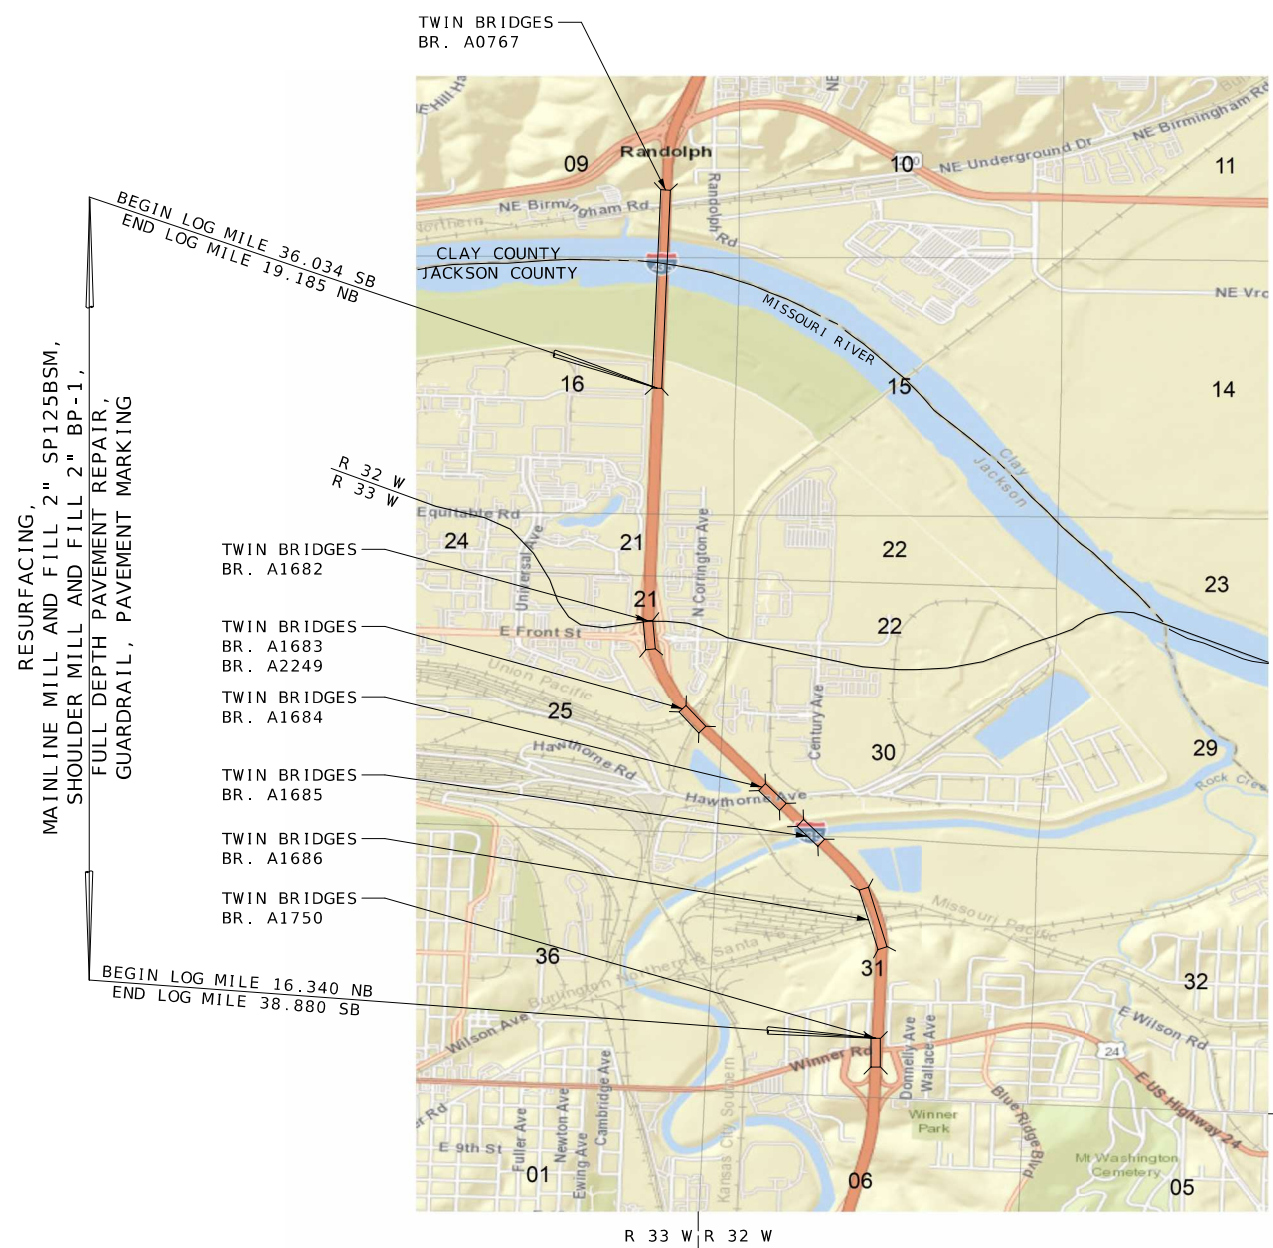 TWIN BRIDGES
BR. A0767
BEGIN LOG MILE 36.034 SB
END LOG MILE 19.185 NB
RESURFACING,
MAINLINE MILL AND FILL 2" SP125BSM,
SHOULDER MILL AND FILL 2" BP-1,
FULL DEPTH PAVEMENT REPAIR,
GUARDRAIL, PAVEMENT MARKING
R 32 W
R 33 W
TWIN BRIDGES
BR. A1682
TWIN BRIDGES
BR. A1683
BR. A2249
TWIN BRIDGES
BR. A1684
TWIN BRIDGES
BR. A1685
TWIN BRIDGES
BR. A1686
TWIN BRIDGES
BR. A1750
BEGIN LOG MILE 16.340 NB
END LOG MILE 38.880 SB
09
Randolph
10
11
NE Underground Dr
NE Birmingham Rd
NE Birmingham Rd
Northern
Randolph Rd
CLAY COUNTY
JACKSON COUNTY
MISSOURI RIVER
16
15
14
Clay
Jackson
Equitable Rd
24
Universal Ave
21
N Corrington Ave
22
23
21
22
E Front St
Union Pacific
25
Century Ave
30
29
Hawthorne Rd
Hawthorne Ave
Missouri Pacific
36
Burlington Northern & Santa Fe
31
32
Wilson Ave
Cambridge Ave
Winner Rd
Donnelly Ave
Wallace Ave
E Wilson Rd
24
E US Highway 24
Kansas City Southern
E 9th St
Fuller Ave
Newton Ave
Ewing Ave
Winner
Park
Blue Ridge Blvd
Mt Washington
Cemetery
01
06
05
R 33 W
R 32 W